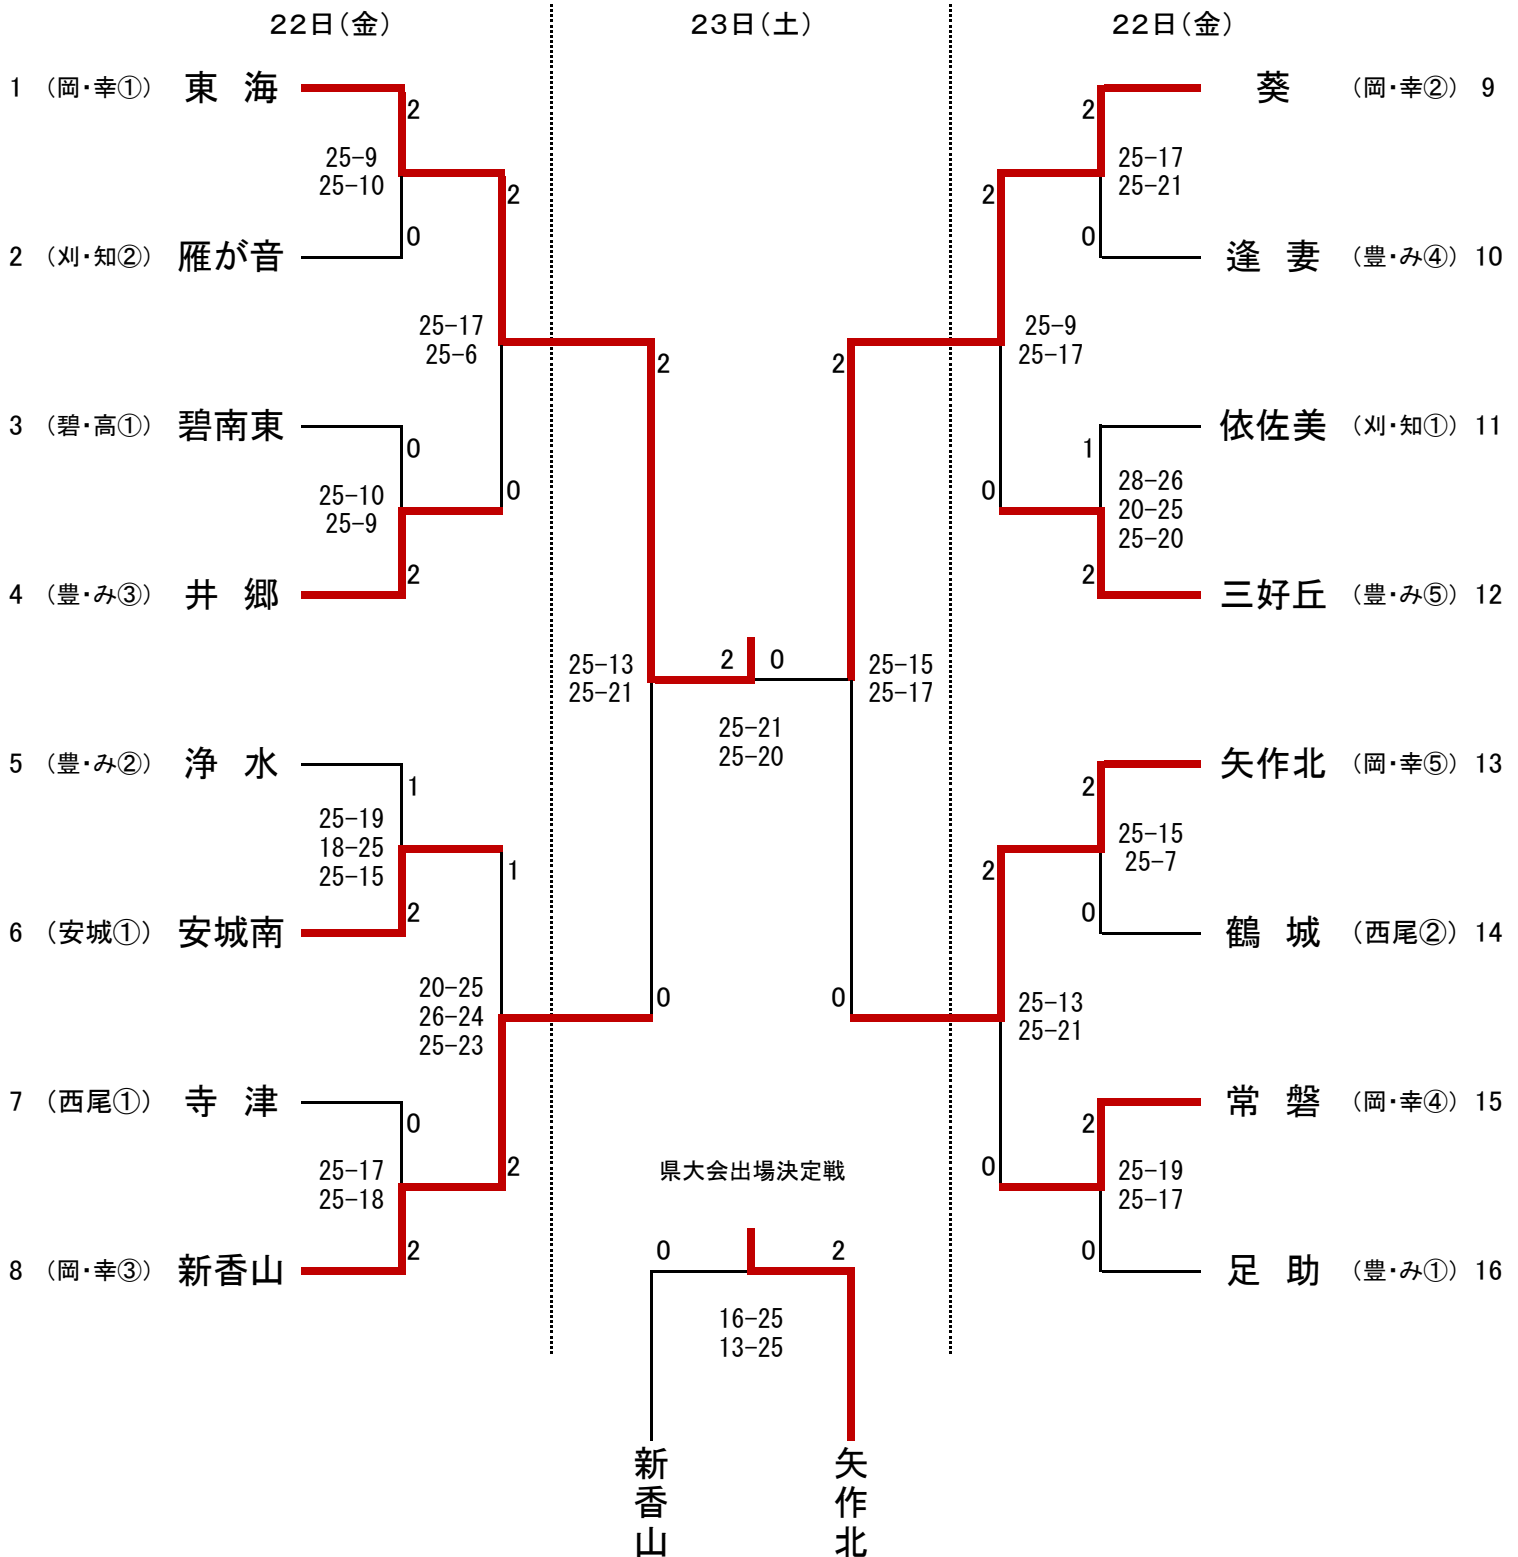 22日（金）
23日（土）
22日（金）
1 （岡・幸①） 東 海
2
25-9
25-10
0
2 （刈・知②） 雁が音
2
25-17
25-6
0
3 （碧・高①） 碧南東
0
25-10
25-9
2
4 （豊・み③） 井 郷
5 （豊・み②） 浄 水
1
25-19
18-25
25-15
2
6 （安城①） 安城南
1
20-25
26-24
25-23
2
7 （西尾①） 寺 津
0
25-17
25-18
2
8 （岡・幸③） 新香山
2
25-13
25-21
0
2 0
25-21
25-20
2
25-15
25-17
0
葵 （岡・幸②） 9
2
25-17
25-21
0
逢 妻 （豊・み④） 10
2
25-9
25-17
0
依佐美 （刈・知①） 11
1
28-26
20-25
25-20
2
三好丘 （豊・み⑤） 12
矢作北 （岡・幸⑤） 13
2
25-15
25-7
0
鶴 城 （西尾②） 14
2
25-13
25-21
0
常 磐 （岡・幸④） 15
2
25-19
25-17
0
足 助 （豊・み①） 16
県大会出場決定戦
0 2
16-25
13-25
新香山
矢作北